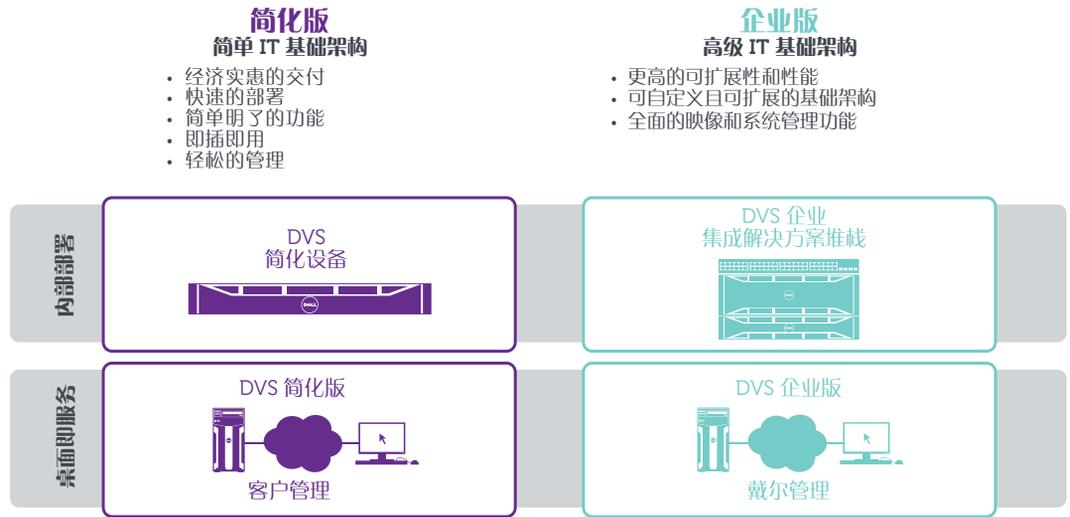 简化版
简单 IT 基础架构
• 经济实惠的交付
• 快速的部署
• 简单明了的功能
• 即插即用
• 轻松的管理
企业版
高级 IT 基础架构
• 更高的可扩展性和性能
• 可自定义且可扩展的基础架构
• 全面的映像和系统管理功能
内部部署
DVS
简化设备
DELL
DVS 企业
集成解决方案堆栈
桌面即服务
DVS 简化版
客户管理
DVS 企业版
戴尔管理